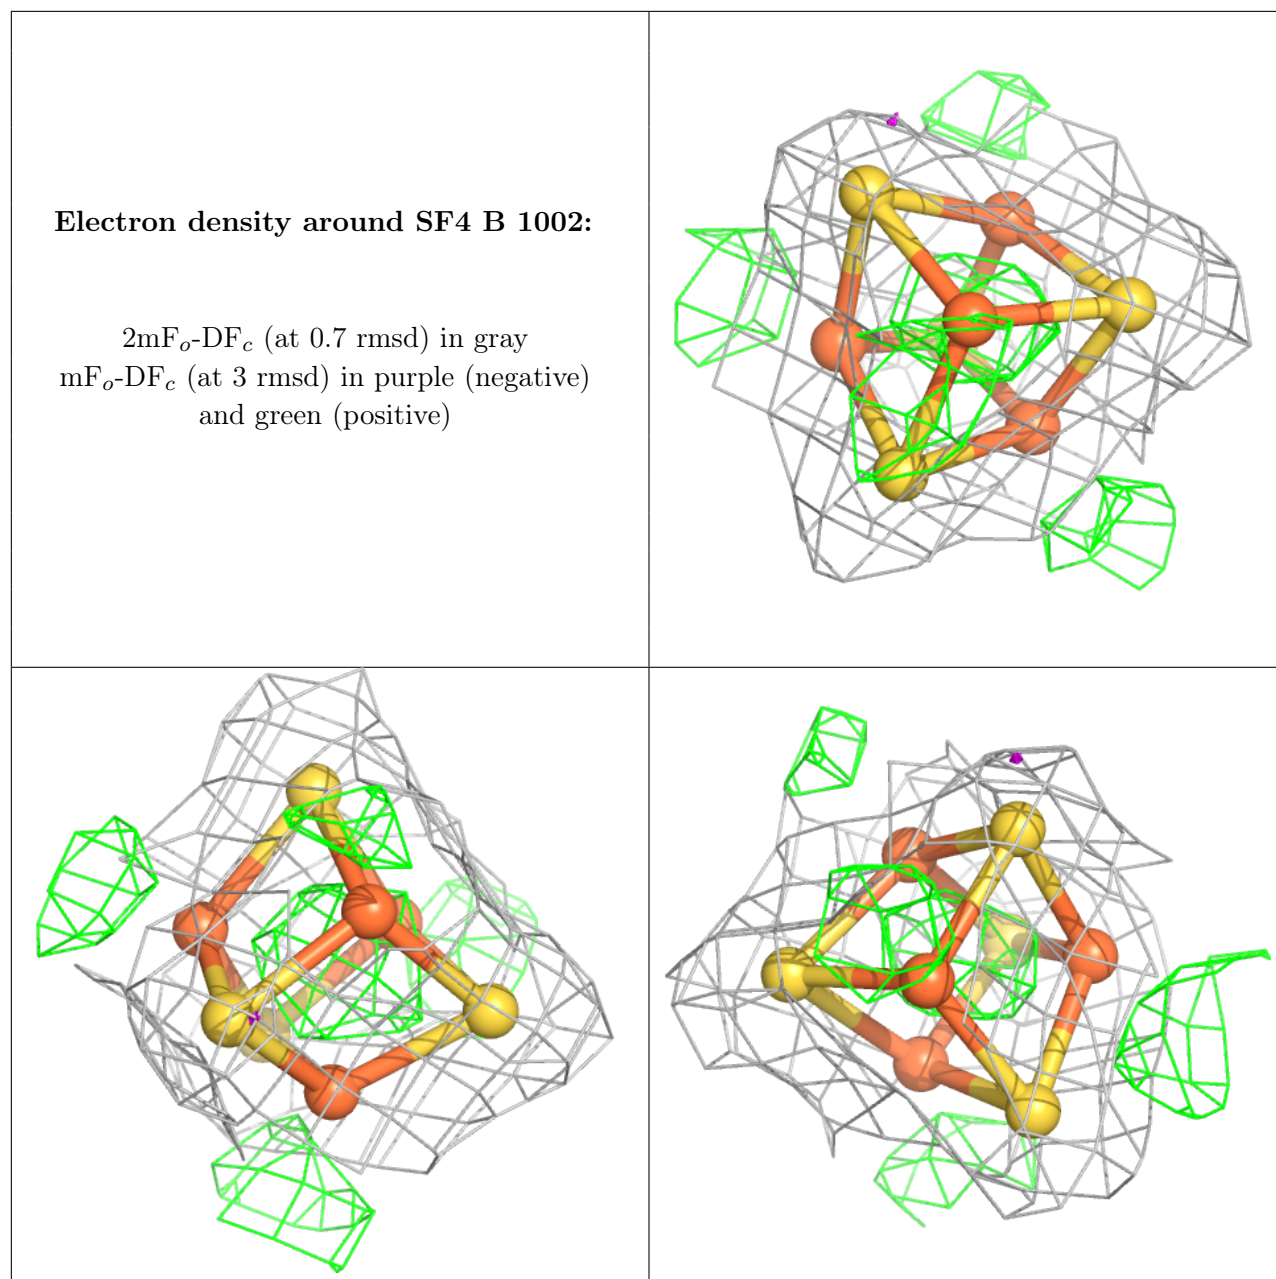 Electron density around SF4 B 1002:
2mFo-DFc (at 0.7 rmsd) in gray
mFo-DFc (at 3 rmsd) in purple (negative)
and green (positive)